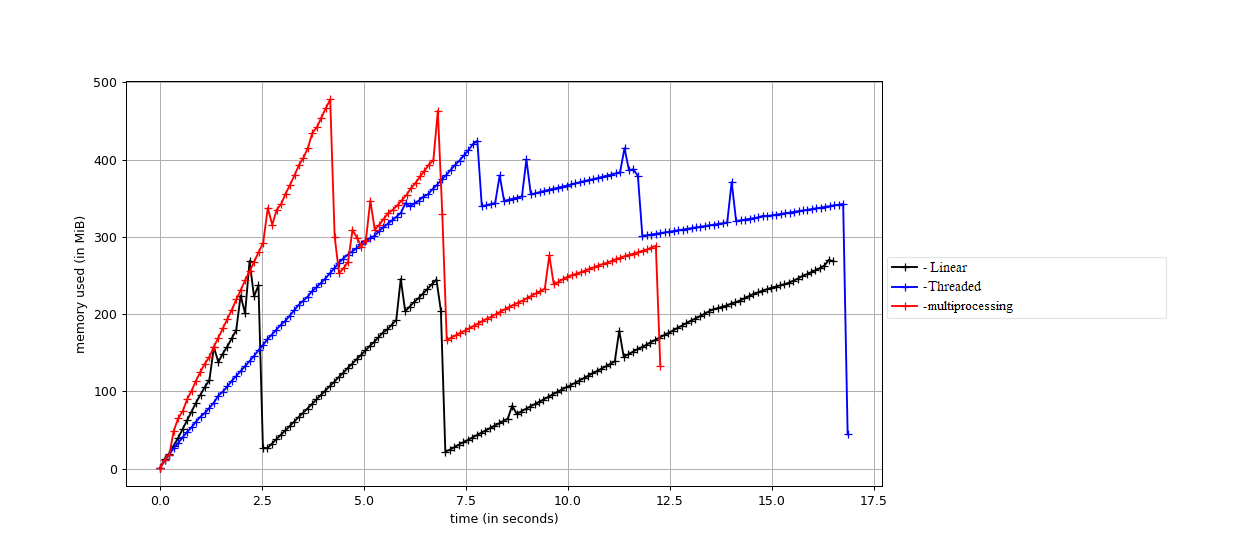 500
400
300
200
100
0
memory used (in MiB)
0.0 2.5 5.0 7.5 10.0 12.5 15.0 17.5
time (in seconds)
- Linear
-Threaded
-multiprocessing